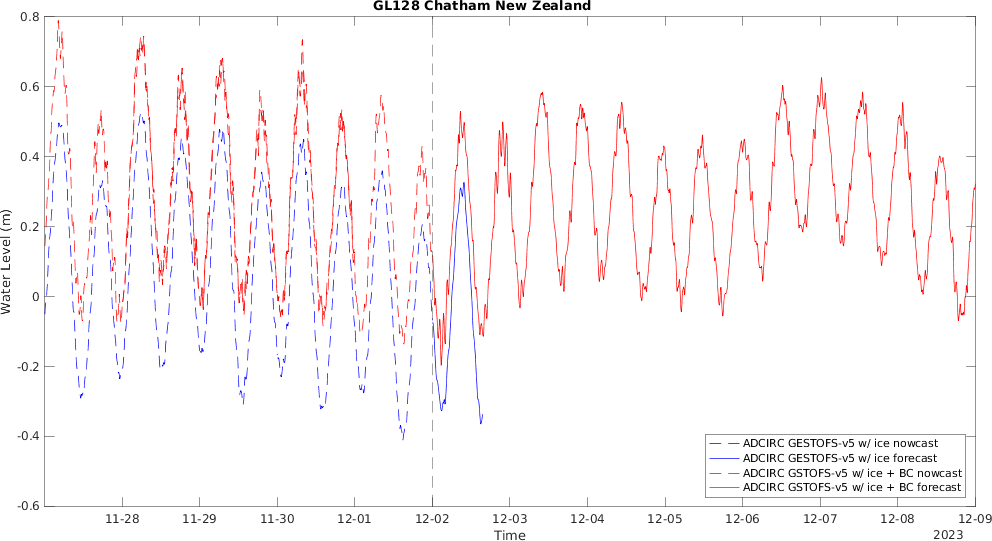 GL128 Chatham New Zealand
0.8
0.6
0.4
0.2
0
-0.2
-0.4
-0.6
Water Level (m)
11-28 11-29 11-30 12-01 12-02 12-03 12-04 12-05 12-06 12-07 12-08 12-09
Time
2023
ADCIRC GESTOFS-v5 w/ ice nowcast
ADCIRC GESTOFS-v5 w/ ice forecast
ADCIRC GSTOFS-v5 w/ ice + BC nowcast
ADCIRC GSTOFS-v5 w/ ice + BC forecast